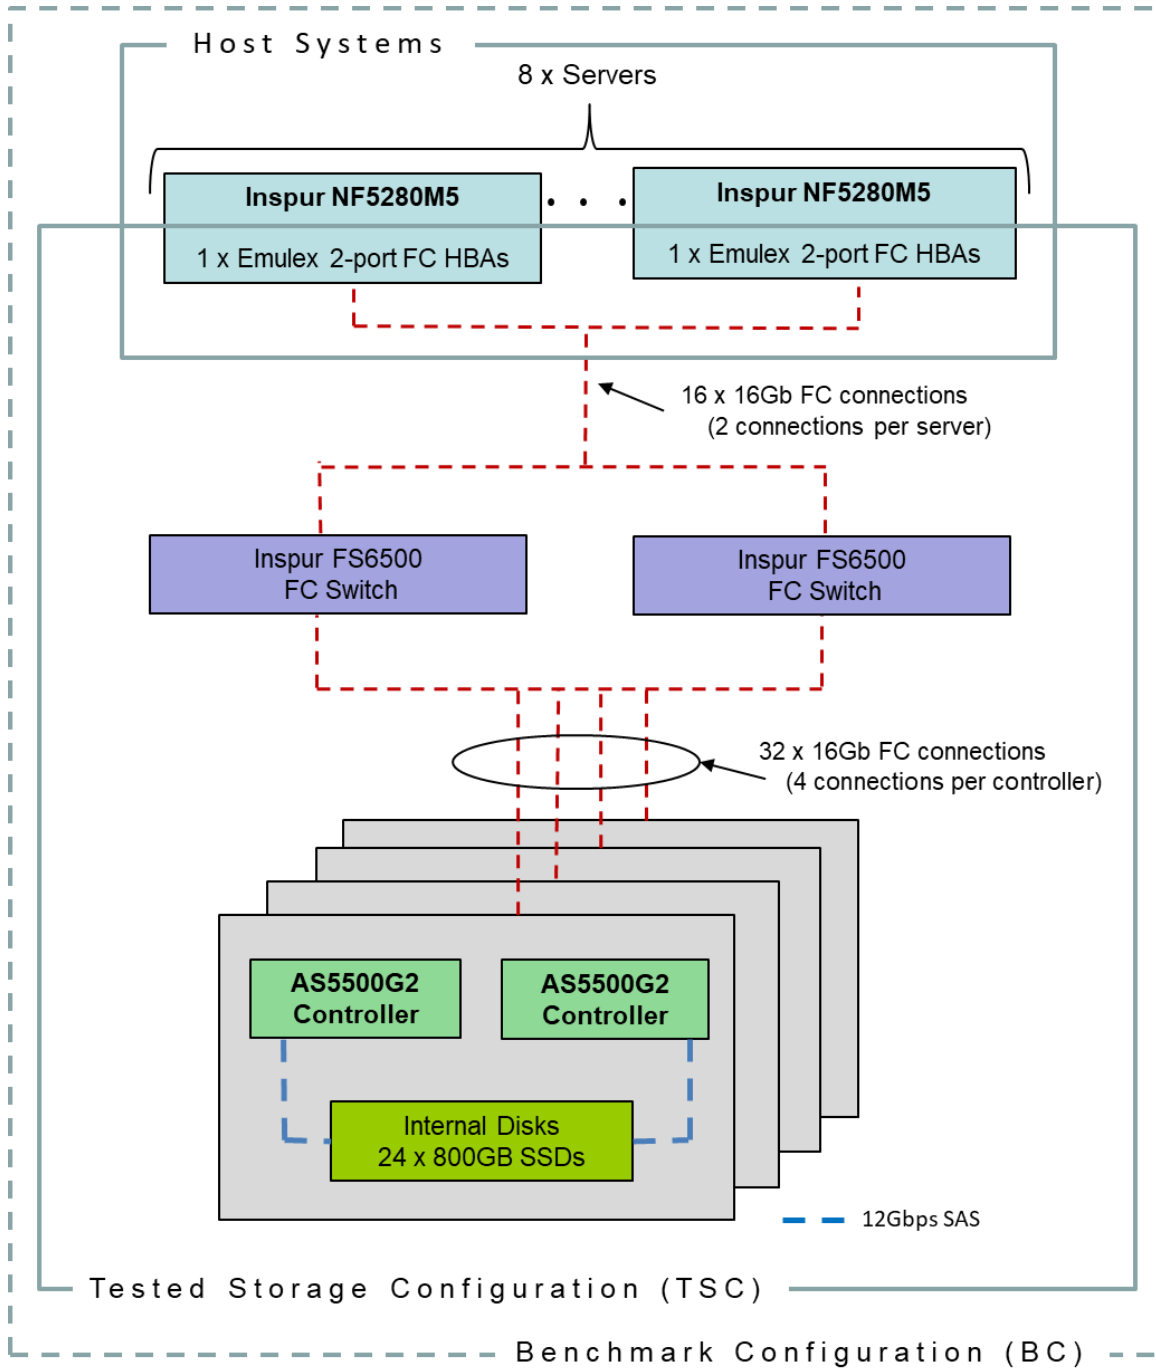 Host Systems
8 x Servers
Inspur NF5280M5
1 x Emulex 2-port FC HBAs
. . .
Inspur NF5280M5
1 x Emulex 2-port FC HBAs
16 x 16Gb FC connections
(2 connections per server)
Inspur FS6500
FC Switch
Inspur FS6500
FC Switch
32 x 16Gb FC connections
(4 connections per controller)
AS5500G2
Controller
AS5500G2
Controller
Internal Disks
24 x 800GB SSDs
12Gbps SAS
Tested Storage Configuration (TSC)
Benchmark Configuration (BC)